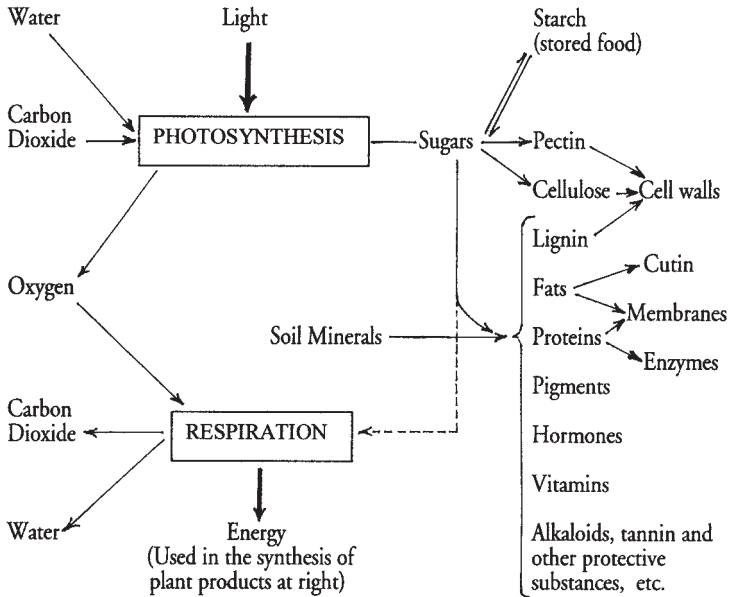 Water
Light
Starch
(stored food)
Carbon
Dioxide
PHOTOSYNTHESIS
Sugars
Pectin
Cellulose
Cell walls
Lignin
Cutin
Oxygen
Fats
Membranes
Soil Minerals
Proteins
Enzymes
Pigments
Carbon
Dioxide
RESPIRATION
Hormones
Vitamins
Water
Energy
(Used in the synthesis of
plant products at right)
Alkaloids, tannin and
other protective
substances, etc.